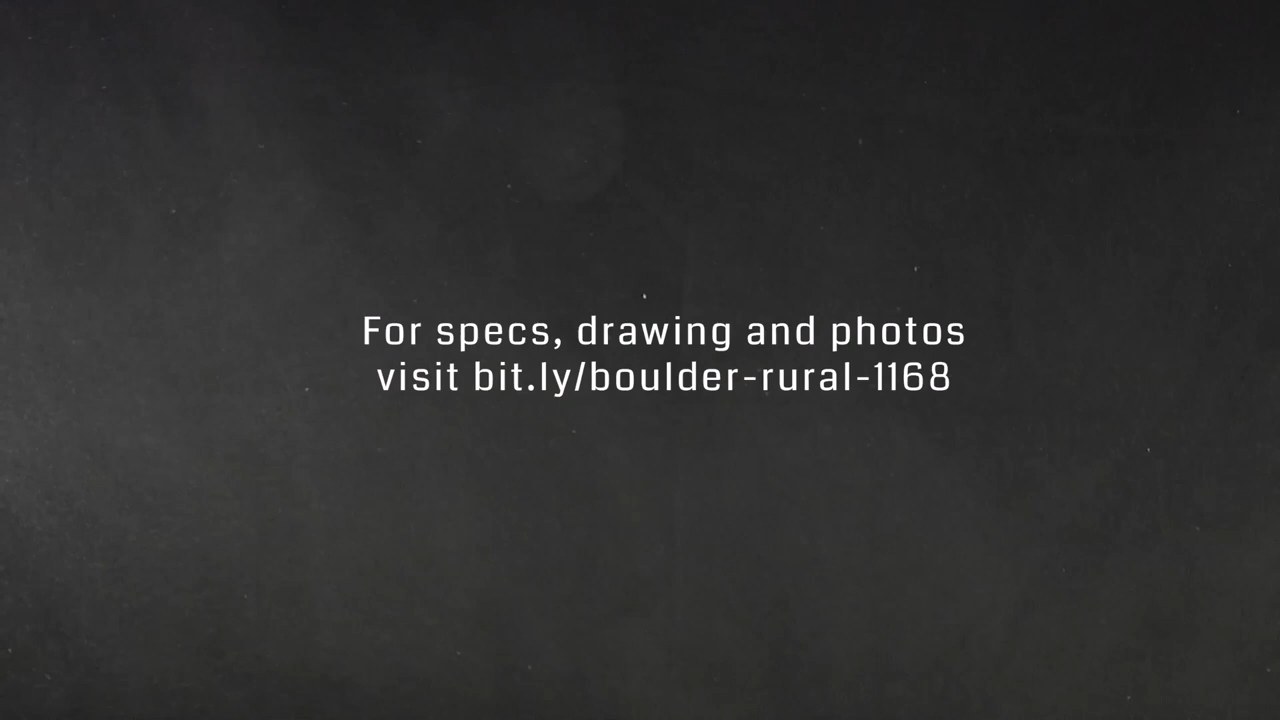 For specs, drawing and photos
visit bit.ly/boulder-rural-1168